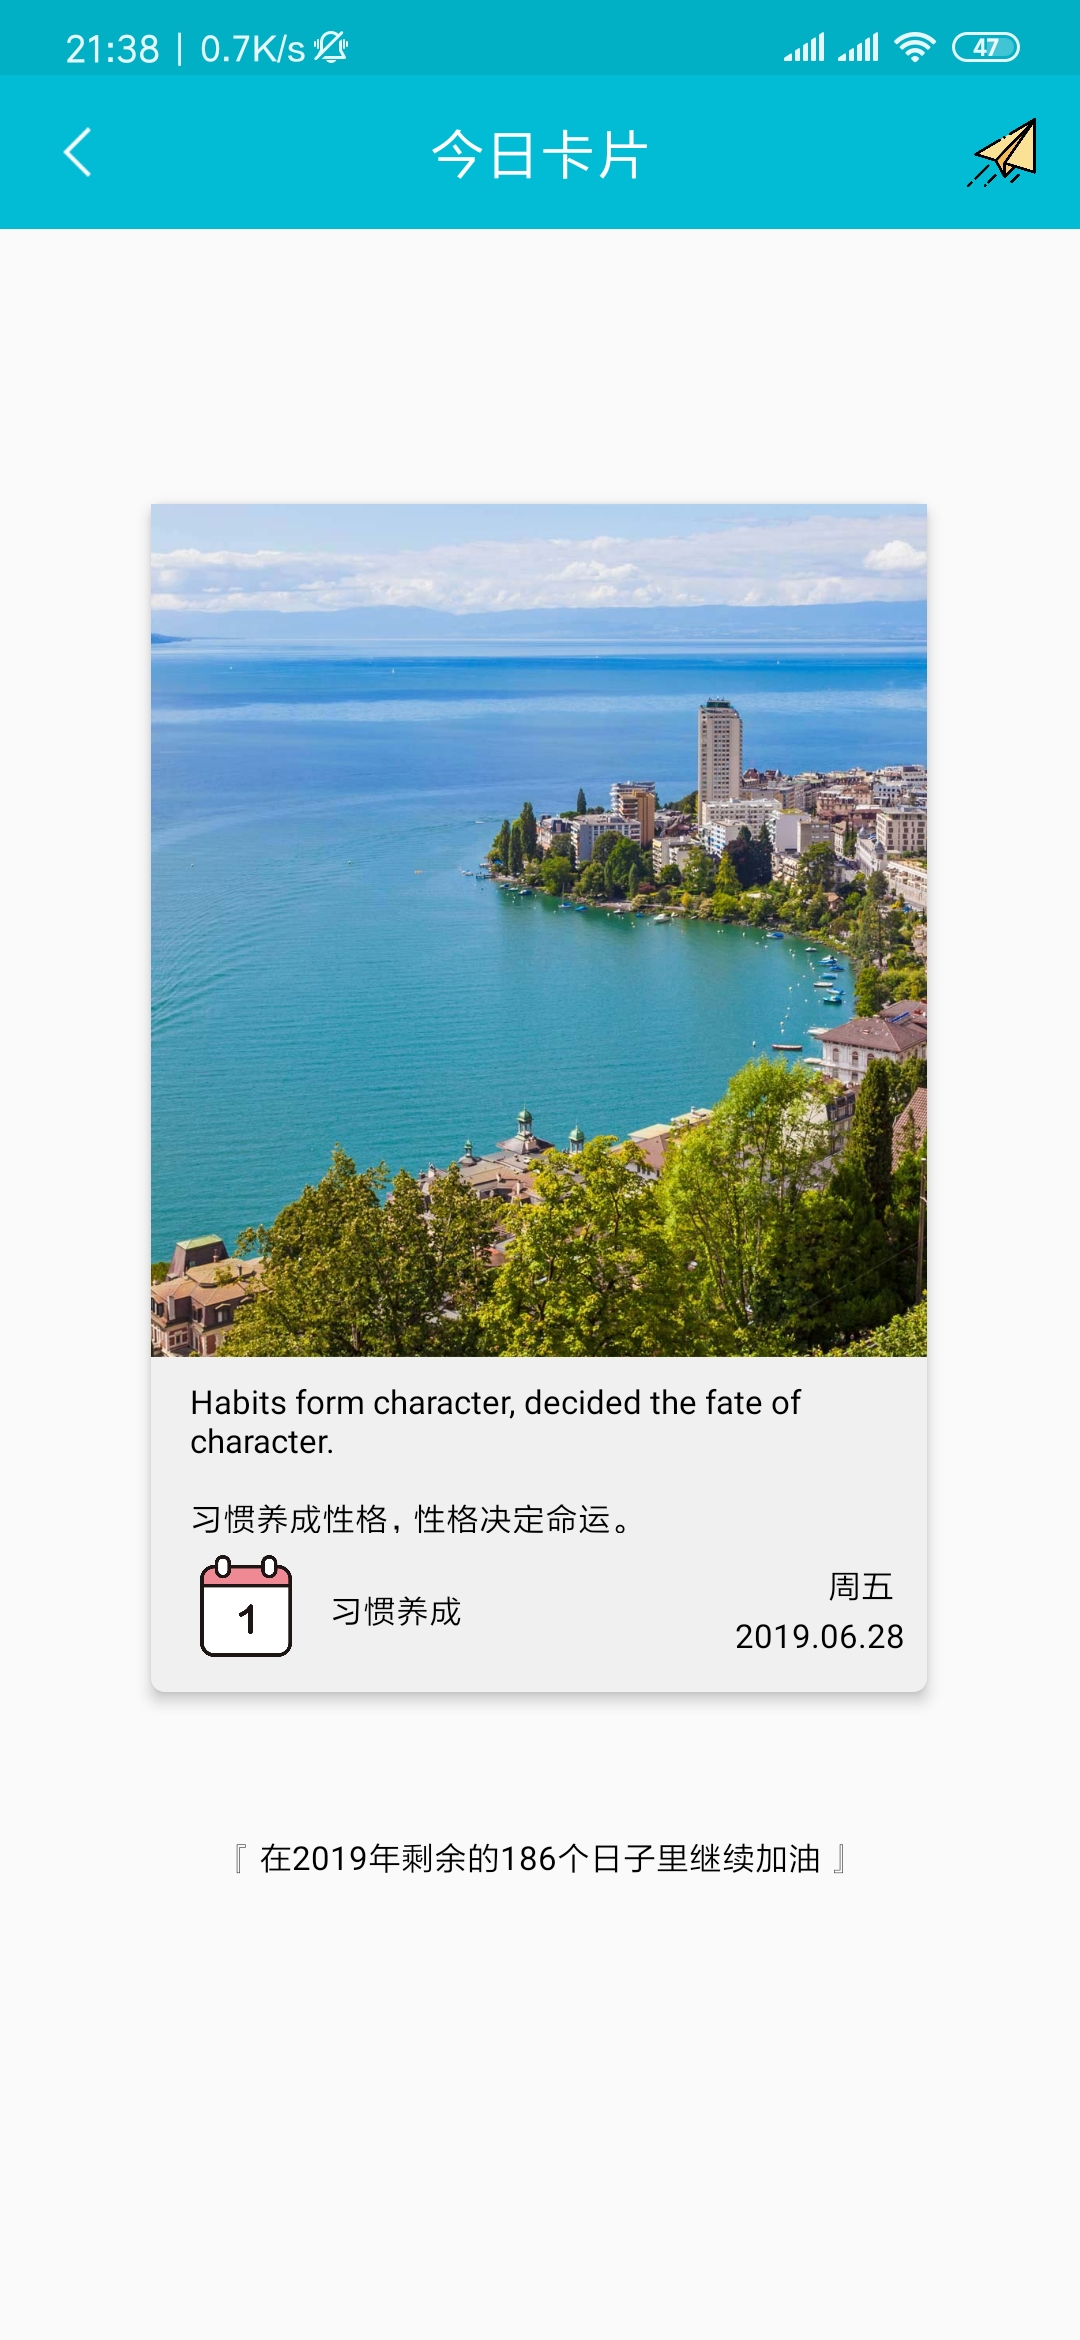 21:38 | 0.7K/s
47
今日卡片
Habits form character, decided the fate of
character.
习惯养成性格，性格决定命运。
1
习惯养成
周五
2019.06.28
『 在2019年剩余的186个日子里继续加油 』